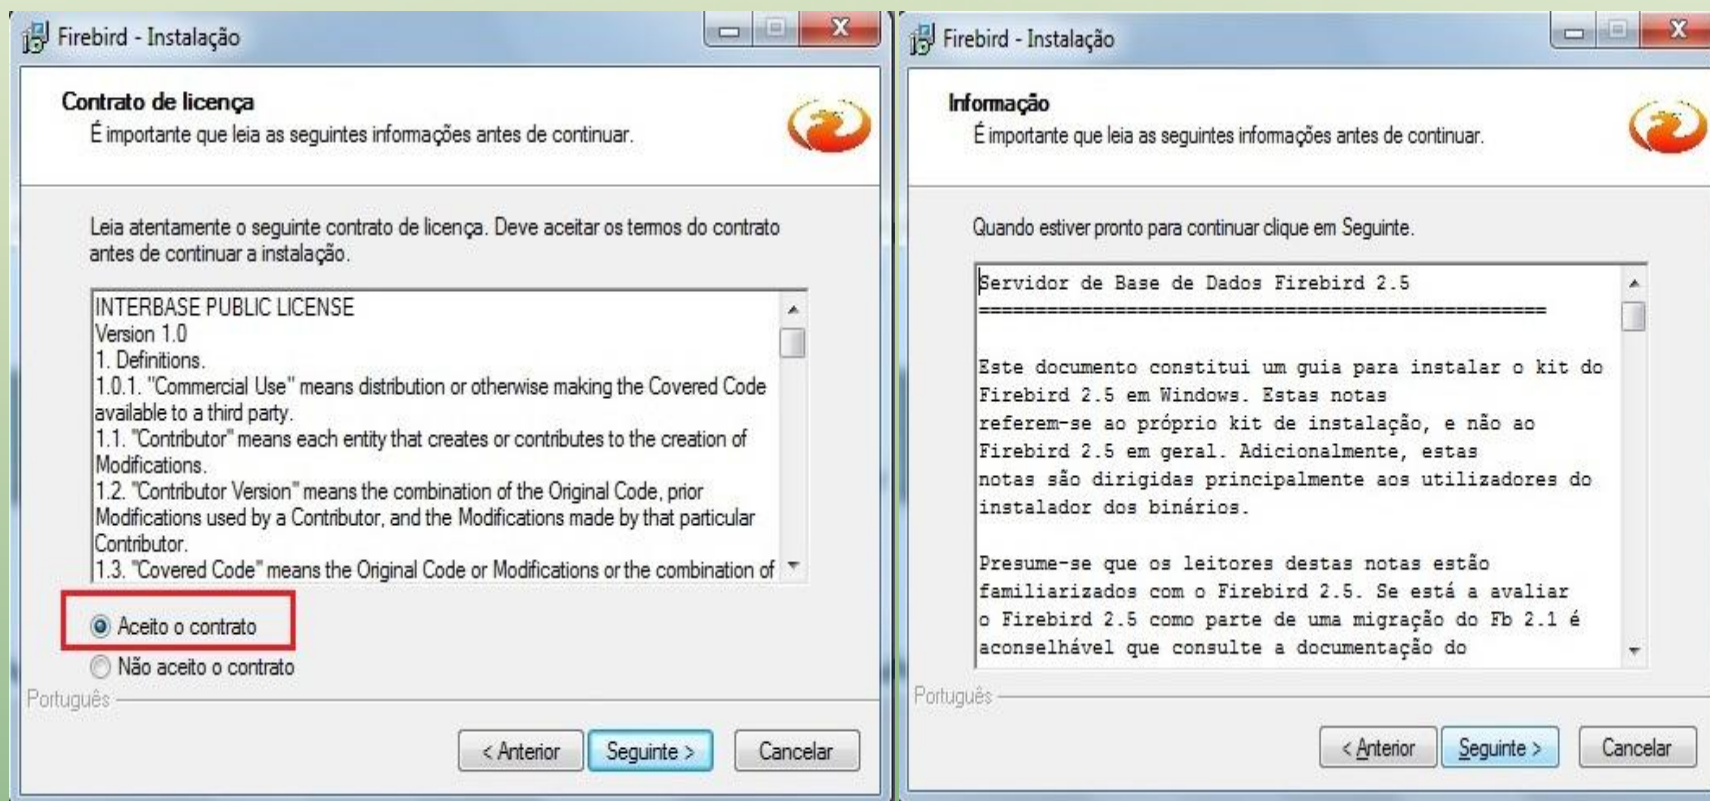 Firebird - Instalação
Contrato de licença
É importante que leia as seguintes informações antes de continuar.
Leia atentamente o seguinte contrato de licença. Deve aceitar os termos do contrato
antes de continuar a instalação.
INTERBASE PUBLIC LICENSE
Version 1.0
1. Definitions.
1.0.1. "Commercial Use" means distribution or otherwise making the Covered Code
available to a third party.
1.1. "Contributor" means each entity that creates or contributes to the creation of
Modifications.
1.2. "Contributor Version" means the combination of the Original Code, prior
Modifications used by a Contributor, and the Modifications made by that particular
Contributor.
1.3. "Covered Code" means the Original Code or Modifications or the combination of
Aceito o contrato
Não aceito o contrato
Português
< Anterior Seguinte > Cancelar
Firebird - Instalação
Informação
É importante que leia as seguintes informações antes de continuar.
Quando estiver pronto para continuar clique em Seguinte.
Servidor de Base de Dados Firebird 2.5
==================================================
Este documento constitui um guia para instalar o kit do
Firebird 2.5 em Windows. Estas notas
referem-se ao próprio kit de instalação, e não ao
Firebird 2.5 em geral. Adicionalmente, estas
notas são dirigidas principalmente aos utilizadores do
instalador dos binários.
Presume-se que os leitores destas notas estão
familiarizados com o Firebird 2.5. Se está a avaliar
o Firebird 2.5 como parte de uma migração do Fb 2.1 é
aconselhável que consulte a documentação do
Português
< Anterior Seguinte > Cancelar